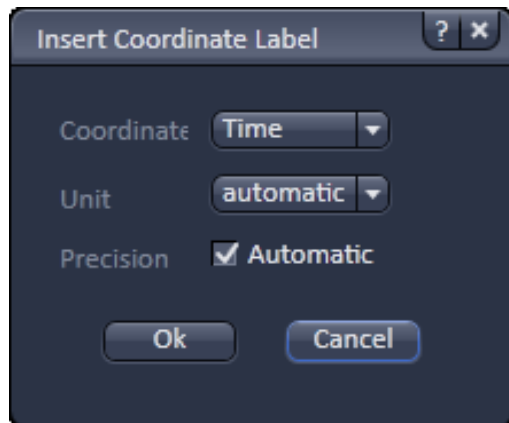 Insert Coordinate Label ? ×
Coordinate Time
Unit automatic
Precision Automatic
Ok Cancel